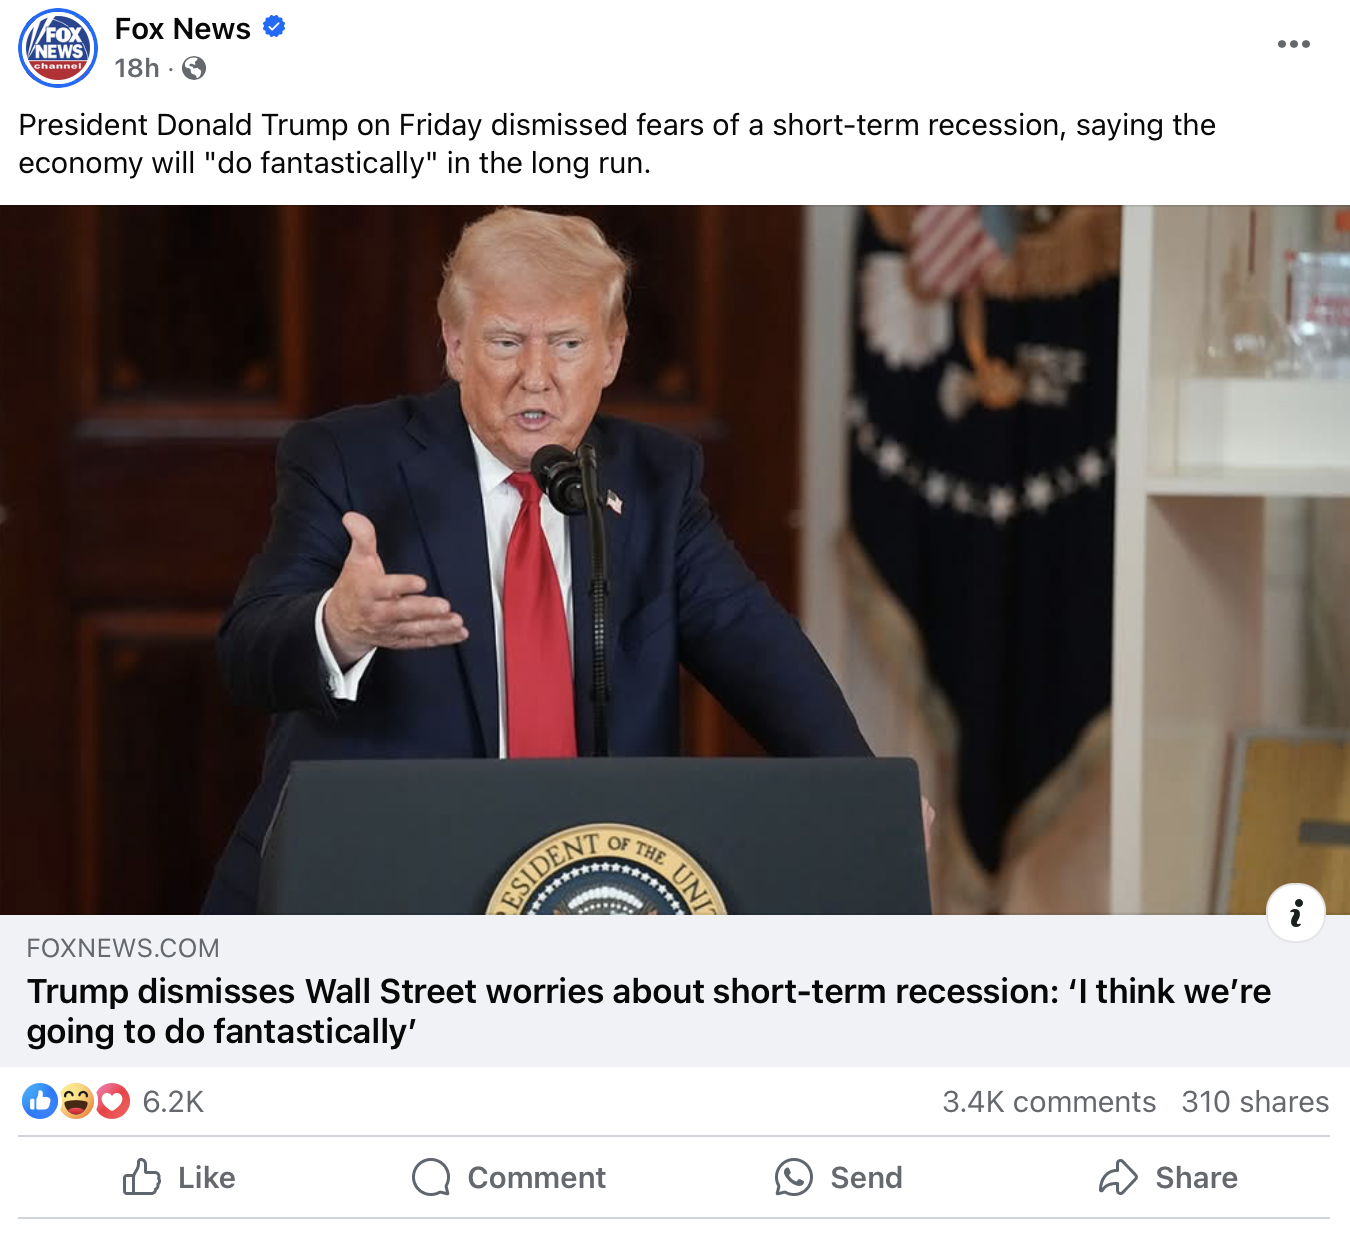 FOX
NEWS
channel
Fox News
18h ·
President Donald Trump on Friday dismissed fears of a short-term recession, saying the
economy will "do fantastically" in the long run.
RESIDENT OF THE UNI
FOXNEWS.COM
Trump dismisses Wall Street worries about short-term recession: ‘I think we’re
going to do fantastically’
6.2K
3.4K comments 310 shares
Like
Comment
Send
Share